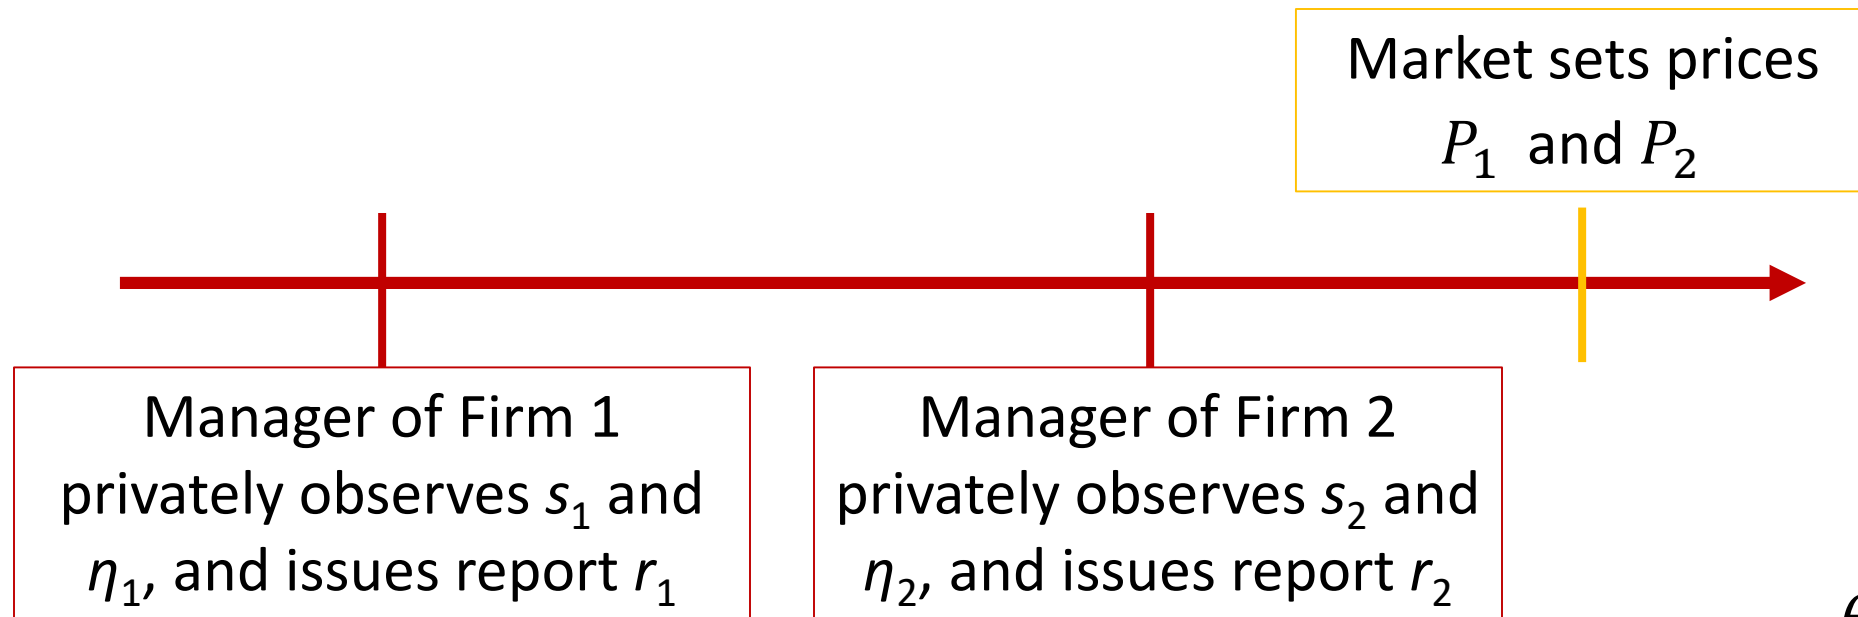 Market sets prices
P₁ and P₂
Manager of Firm 1
privately observes s₁ and
η₁, and issues report r₁
Manager of Firm 2
privately observes s₂ and
η₂, and issues report r₂